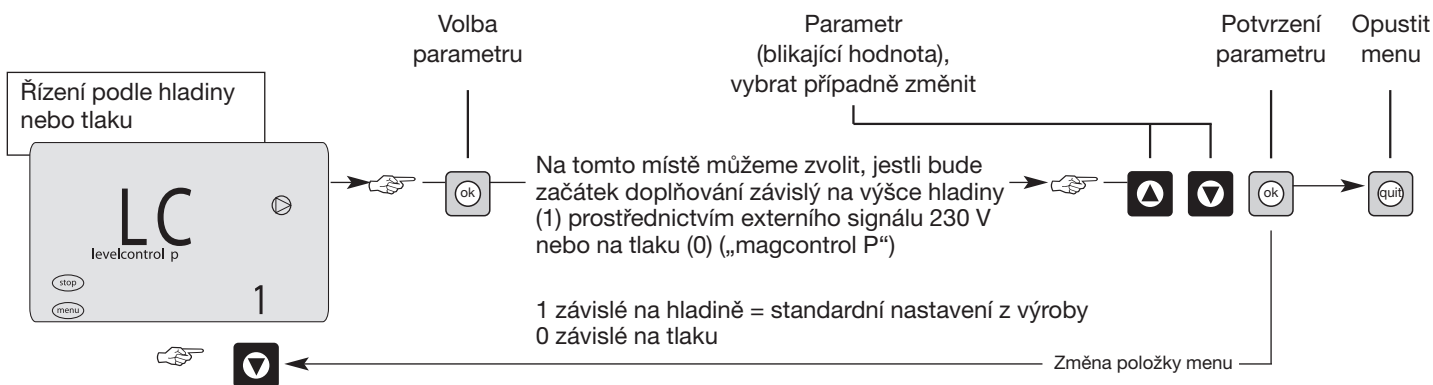 Volba
parametru
Parametr
(blikající hodnota),
vybrat případně změnit
Potvrzení
parametru
Opustit
menu
Řízení podle hladiny
nebo tlaku
LC
levelcontrol p
stop
menu
1
ok
Na tomto místě můžeme zvolit, jestli bude
začátek doplňování závislý na výšce hladiny
(1) prostřednictvím externího signálu 230 V
nebo na tlaku (0) („magcontrol P“)
ok
quit
1 závislé na hladině = standardní nastavení z výroby
0 závislé na tlaku
Změna položky menu